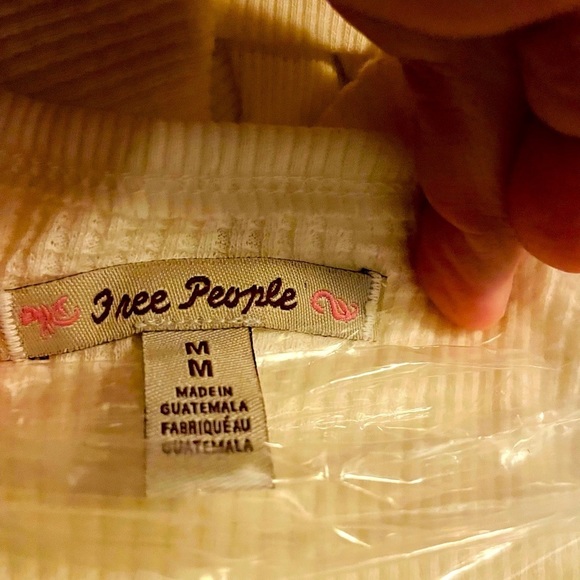 Free People
M
M
MADE IN
GUATEMALA
FABRIQUÉ AU
GUATEMALA